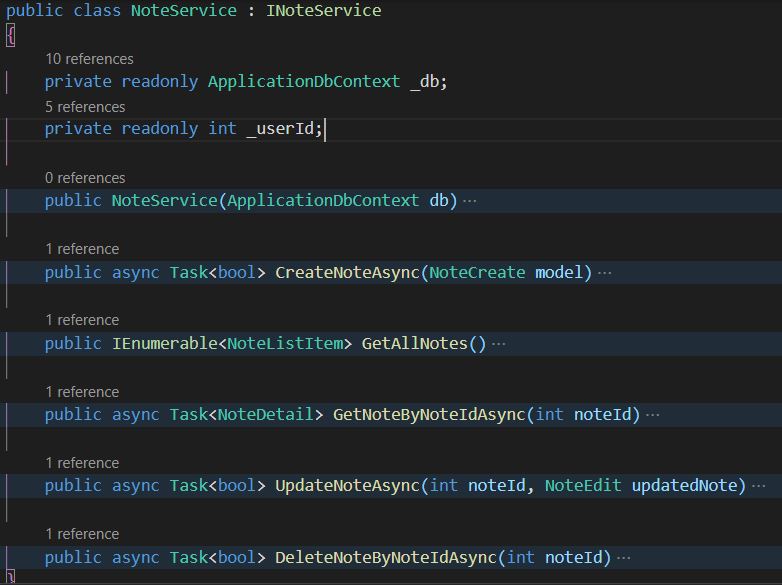 public class NoteService : INoteService
{
10 references
private readonly ApplicationDbContext _db;
5 references
private readonly int _userId;
0 references
public NoteService(ApplicationDbContext db) ···
1 reference
public async Task<bool> CreateNoteAsync(NoteCreate model) ···
1 reference
public IEnumerable<NoteListItem> GetAllNotes() ···
1 reference
public async Task<NoteDetail> GetNoteByNoteIdAsync(int noteId) ···
1 reference
public async Task<bool> UpdateNoteAsync(int noteId, NoteEdit updatedNote) ···
1 reference
public async Task<bool> DeleteNoteByNoteIdAsync(int noteId) ···
}